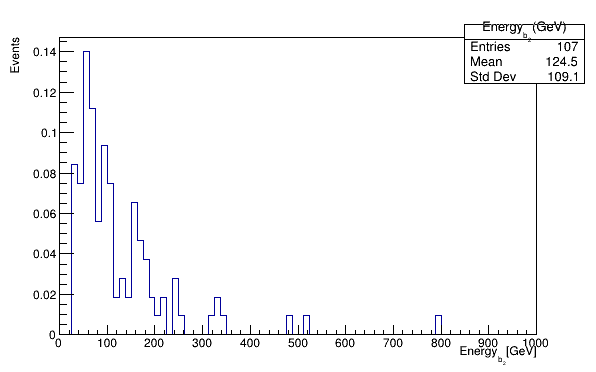 Energy_b₂(GeV)
Entries 107
Mean 124.5
Std Dev 109.1
Events
0.14
0.12
0.1
0.08
0.06
0.04
0.02
0
0 100 200 300 400 500 600 700 800 900 1000
Energy_b₂[GeV]